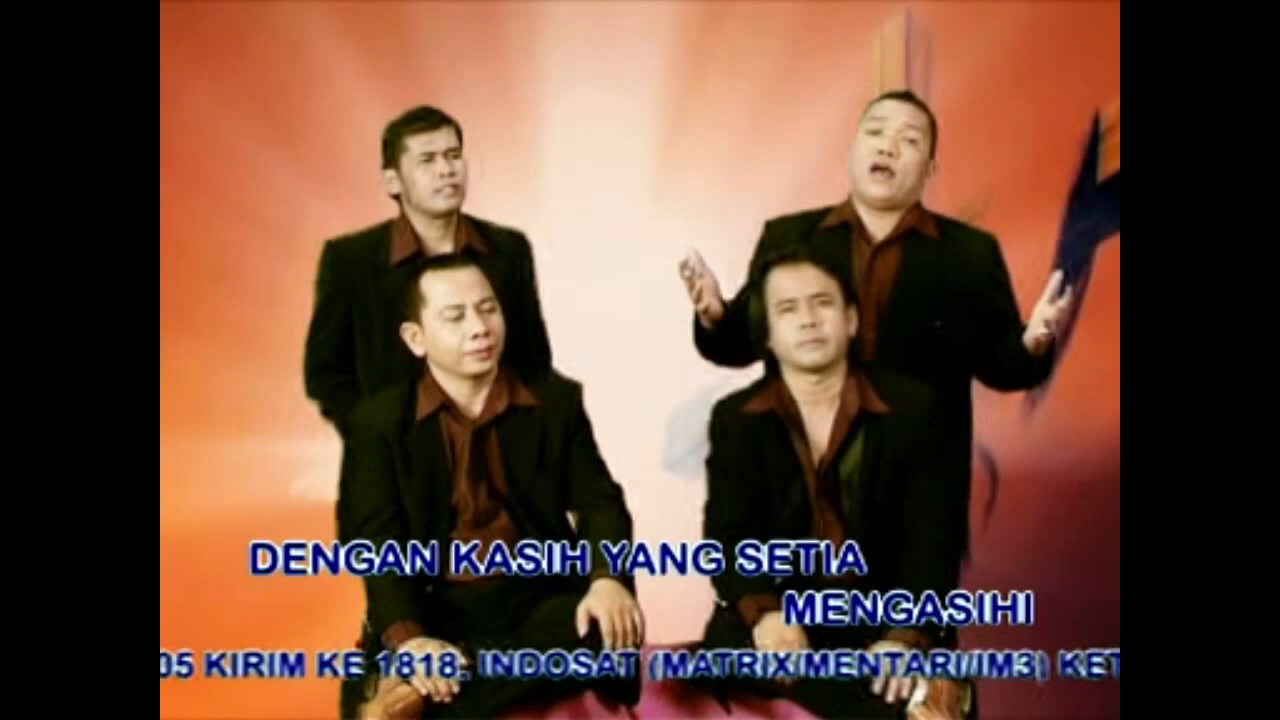 DENGAN KASIH YANG SETIA
MENGASIHI
05 KIRIM KE 1818. INDOSAT (MATRIX/MENTARI/IM3) KET